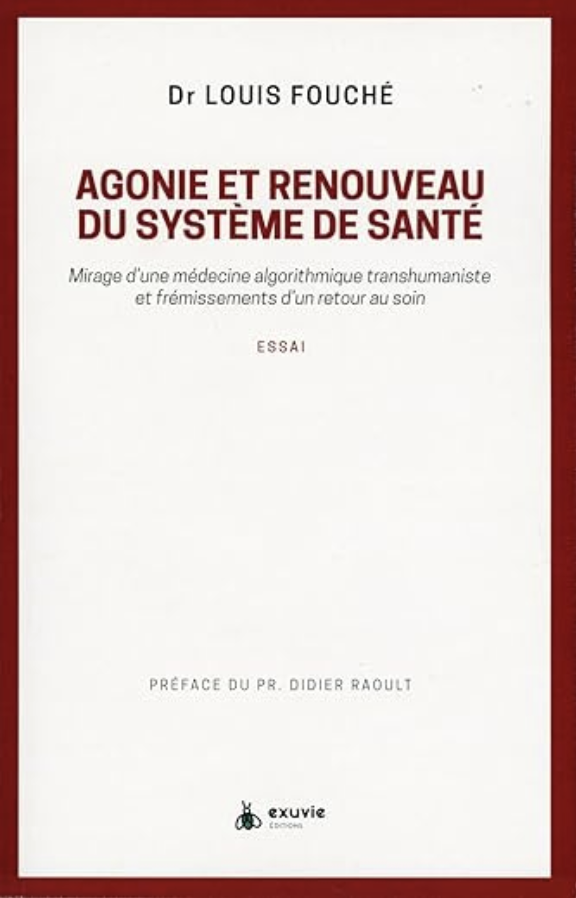 Dr LOUIS FOUCHÉ
AGONIE ET RENOUVEAU
DU SYSTÈME DE SANTÉ
Mirage d'une médecine algorithmique transhumaniste
et frémissements d'un retour au soin
ESSAI
PRÉFACE DU PR. DIDIER RAOULT
exuvie
ÉDITIONS